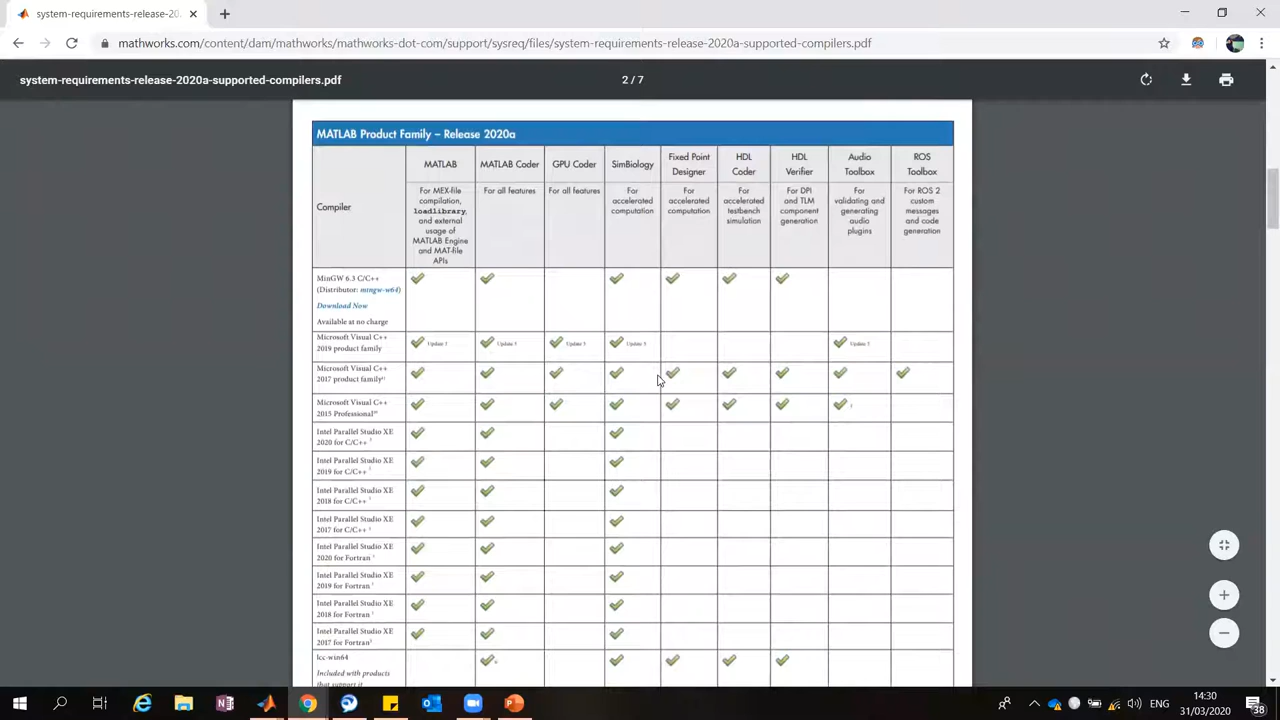 system-requirements-release-20
mathworks.com/content/dam/mathworks/mathworks-dot-com/support/sysreq/files/system-requirements-release-2020a-supported-compilers.pdf
system-requirements-release-2020a-supported-compilers.pdf
2 / 7
MATLAB Product Family – Release 2020a
Compiler
MATLAB
MATLAB Coder
GPU Coder
SimBiology
Fixed Point
Designer
HDL
Coder
HDL
Verifier
Audio
Toolbox
ROS
Toolbox
For MEX-file
compilation,
loadlibrary,
and external
usage of
MATLAB Engine
and MAT-file
APIs
For all features
For all features
For
accelerated
computation
For
accelerated
computation
For
accelerated
testbench
simulation
For DPI
and TLM
component
generation
For
validating and
generating
audio
plugins
For ROS 2
custom
messages
and code
generation
MinGW 6.3 C/C++
(Distributor: mingw-w64)
Download Now
Available at no charge
Microsoft Visual C++
2019 product family
Microsoft Visual C++
2017 product family
Microsoft Visual C++
2015 Professional
Intel Parallel Studio XE
2020 for C/C++
Intel Parallel Studio XE
2019 for C/C++
Intel Parallel Studio XE
2018 for C/C++
Intel Parallel Studio XE
2017 for C/C++
Intel Parallel Studio XE
2020 for Fortran
Intel Parallel Studio XE
2019 for Fortran
Intel Parallel Studio XE
2018 for Fortran
Intel Parallel Studio XE
2017 for Fortran
lcc-win64
Included with products
that support it
ENG
14:30
31/03/2020
38